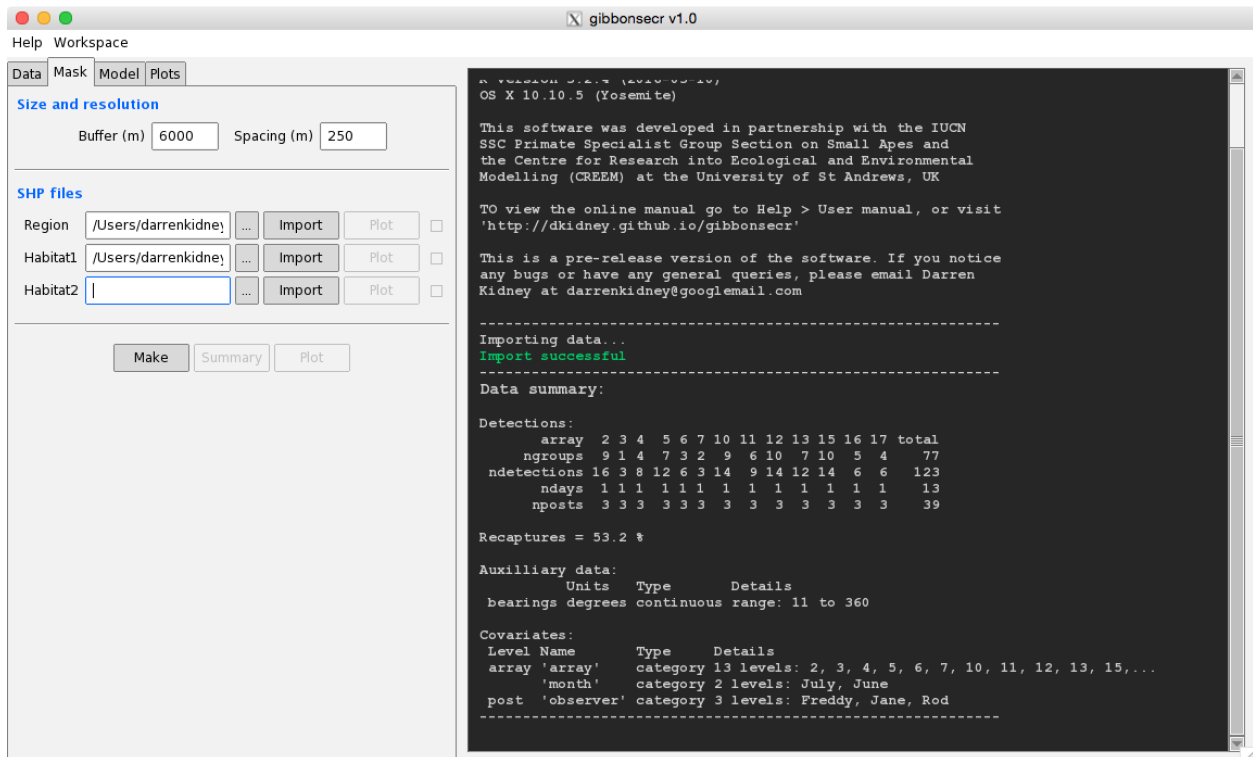 X gibbonsecr v1.0
Help Workspace
Data Mask Model Plots
Size and resolution
Buffer (m) 6000 Spacing (m) 250
SHP files
Region /Users/darrenkidney ... Import Plot
Habitat1 /Users/darrenkidney ... Import Plot
Habitat2 ... Import Plot
Make Summary Plot
OS X 10.10.5 (Yosemite)
This software was developed in partnership with the IUCN
SSC Primate Specialist Group Section on Small Apes and
the Centre for Research into Ecological and Environmental
Modelling (CREEM) at the University of St Andrews, UK
TO view the online manual go to Help > User manual, or visit
'http://dkidney.github.io/gibbonsecr'
This is a pre-release version of the software. If you notice
any bugs or have any general queries, please email Darren
Kidney at darrenkidney@googlemail.com
------------------------------------------------------------
Importing data...
Import successful
------------------------------------------------------------
Data summary:
Detections:
array 2 3 4 5 6 7 10 11 12 13 15 16 17 total
ngroups 9 1 4 7 3 2 9 6 10 7 10 5 4 77
ndetections 16 3 8 12 6 3 14 9 14 12 14 6 6 123
ndays 1 1 1 1 1 1 1 1 1 1 1 1 1 13
nposts 3 3 3 3 3 3 3 3 3 3 3 3 3 39
Recaptures = 53.2 %
Auxilliary data:
Units Type Details
bearings degrees continuous range: 11 to 360
Covariates:
Level Name Type Details
array 'array' category 13 levels: 2, 3, 4, 5, 6, 7, 10, 11, 12, 13, 15,...
'month' category 2 levels: July, June
post 'observer' category 3 levels: Freddy, Jane, Rod
------------------------------------------------------------